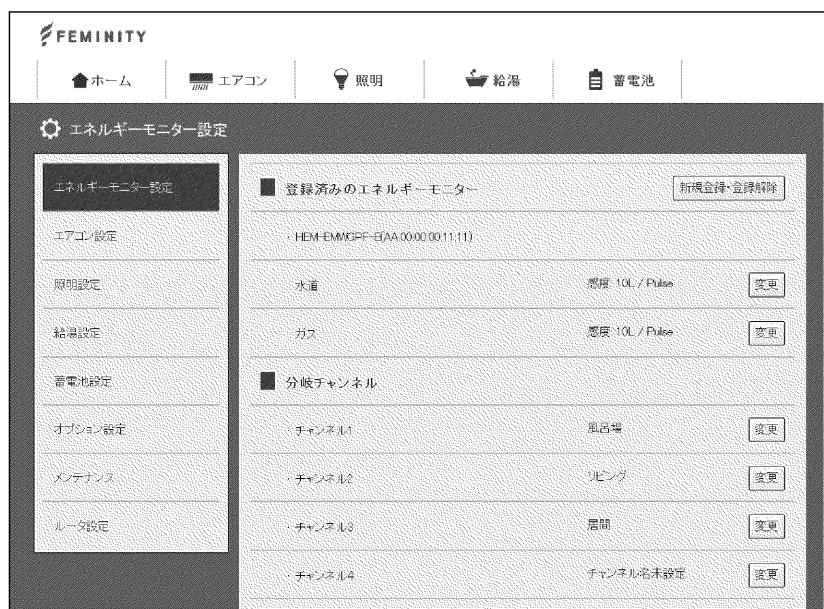 FEMINITY
ホーム エアコン 照明 給湯 蓄電池
エネルギーモニター設定
エネルギーモニター設定
エアコン設定
照明設定
給湯設定
蓄電池設定
オプション設定
メンテナンス
ルータ設定
登録済みのエネルギーモニター 新規登録・登録解除
・HEM-EMWGPF-E(AA:00:00:00:11:11)
水道 感度:10L / Pulse 変更
ガス 感度:10L / Pulse 変更
分岐チャンネル
・チャンネル1 風呂場 変更
・チャンネル2 リビング 変更
・チャンネル3 居間 変更
・チャンネル4 チャンネル名未設定 変更